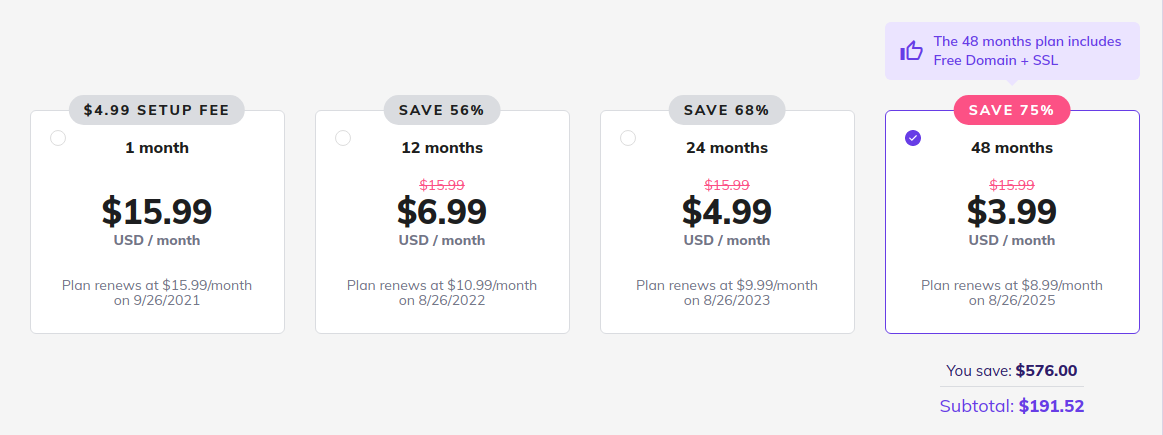 The 48 months plan includes
Free Domain + SSL
$4.99 SETUP FEE
1 month
$15.99
USD / month
Plan renews at $15.99/month
on 9/26/2021
SAVE 56%
12 months
$15.99
$6.99
USD / month
Plan renews at $10.99/month
on 8/26/2022
SAVE 68%
24 months
$15.99
$4.99
USD / month
Plan renews at $9.99/month
on 8/26/2023
SAVE 75%
48 months
$15.99
$3.99
USD / month
Plan renews at $8.99/month
on 8/26/2025
You save: $576.00
Subtotal: $191.52